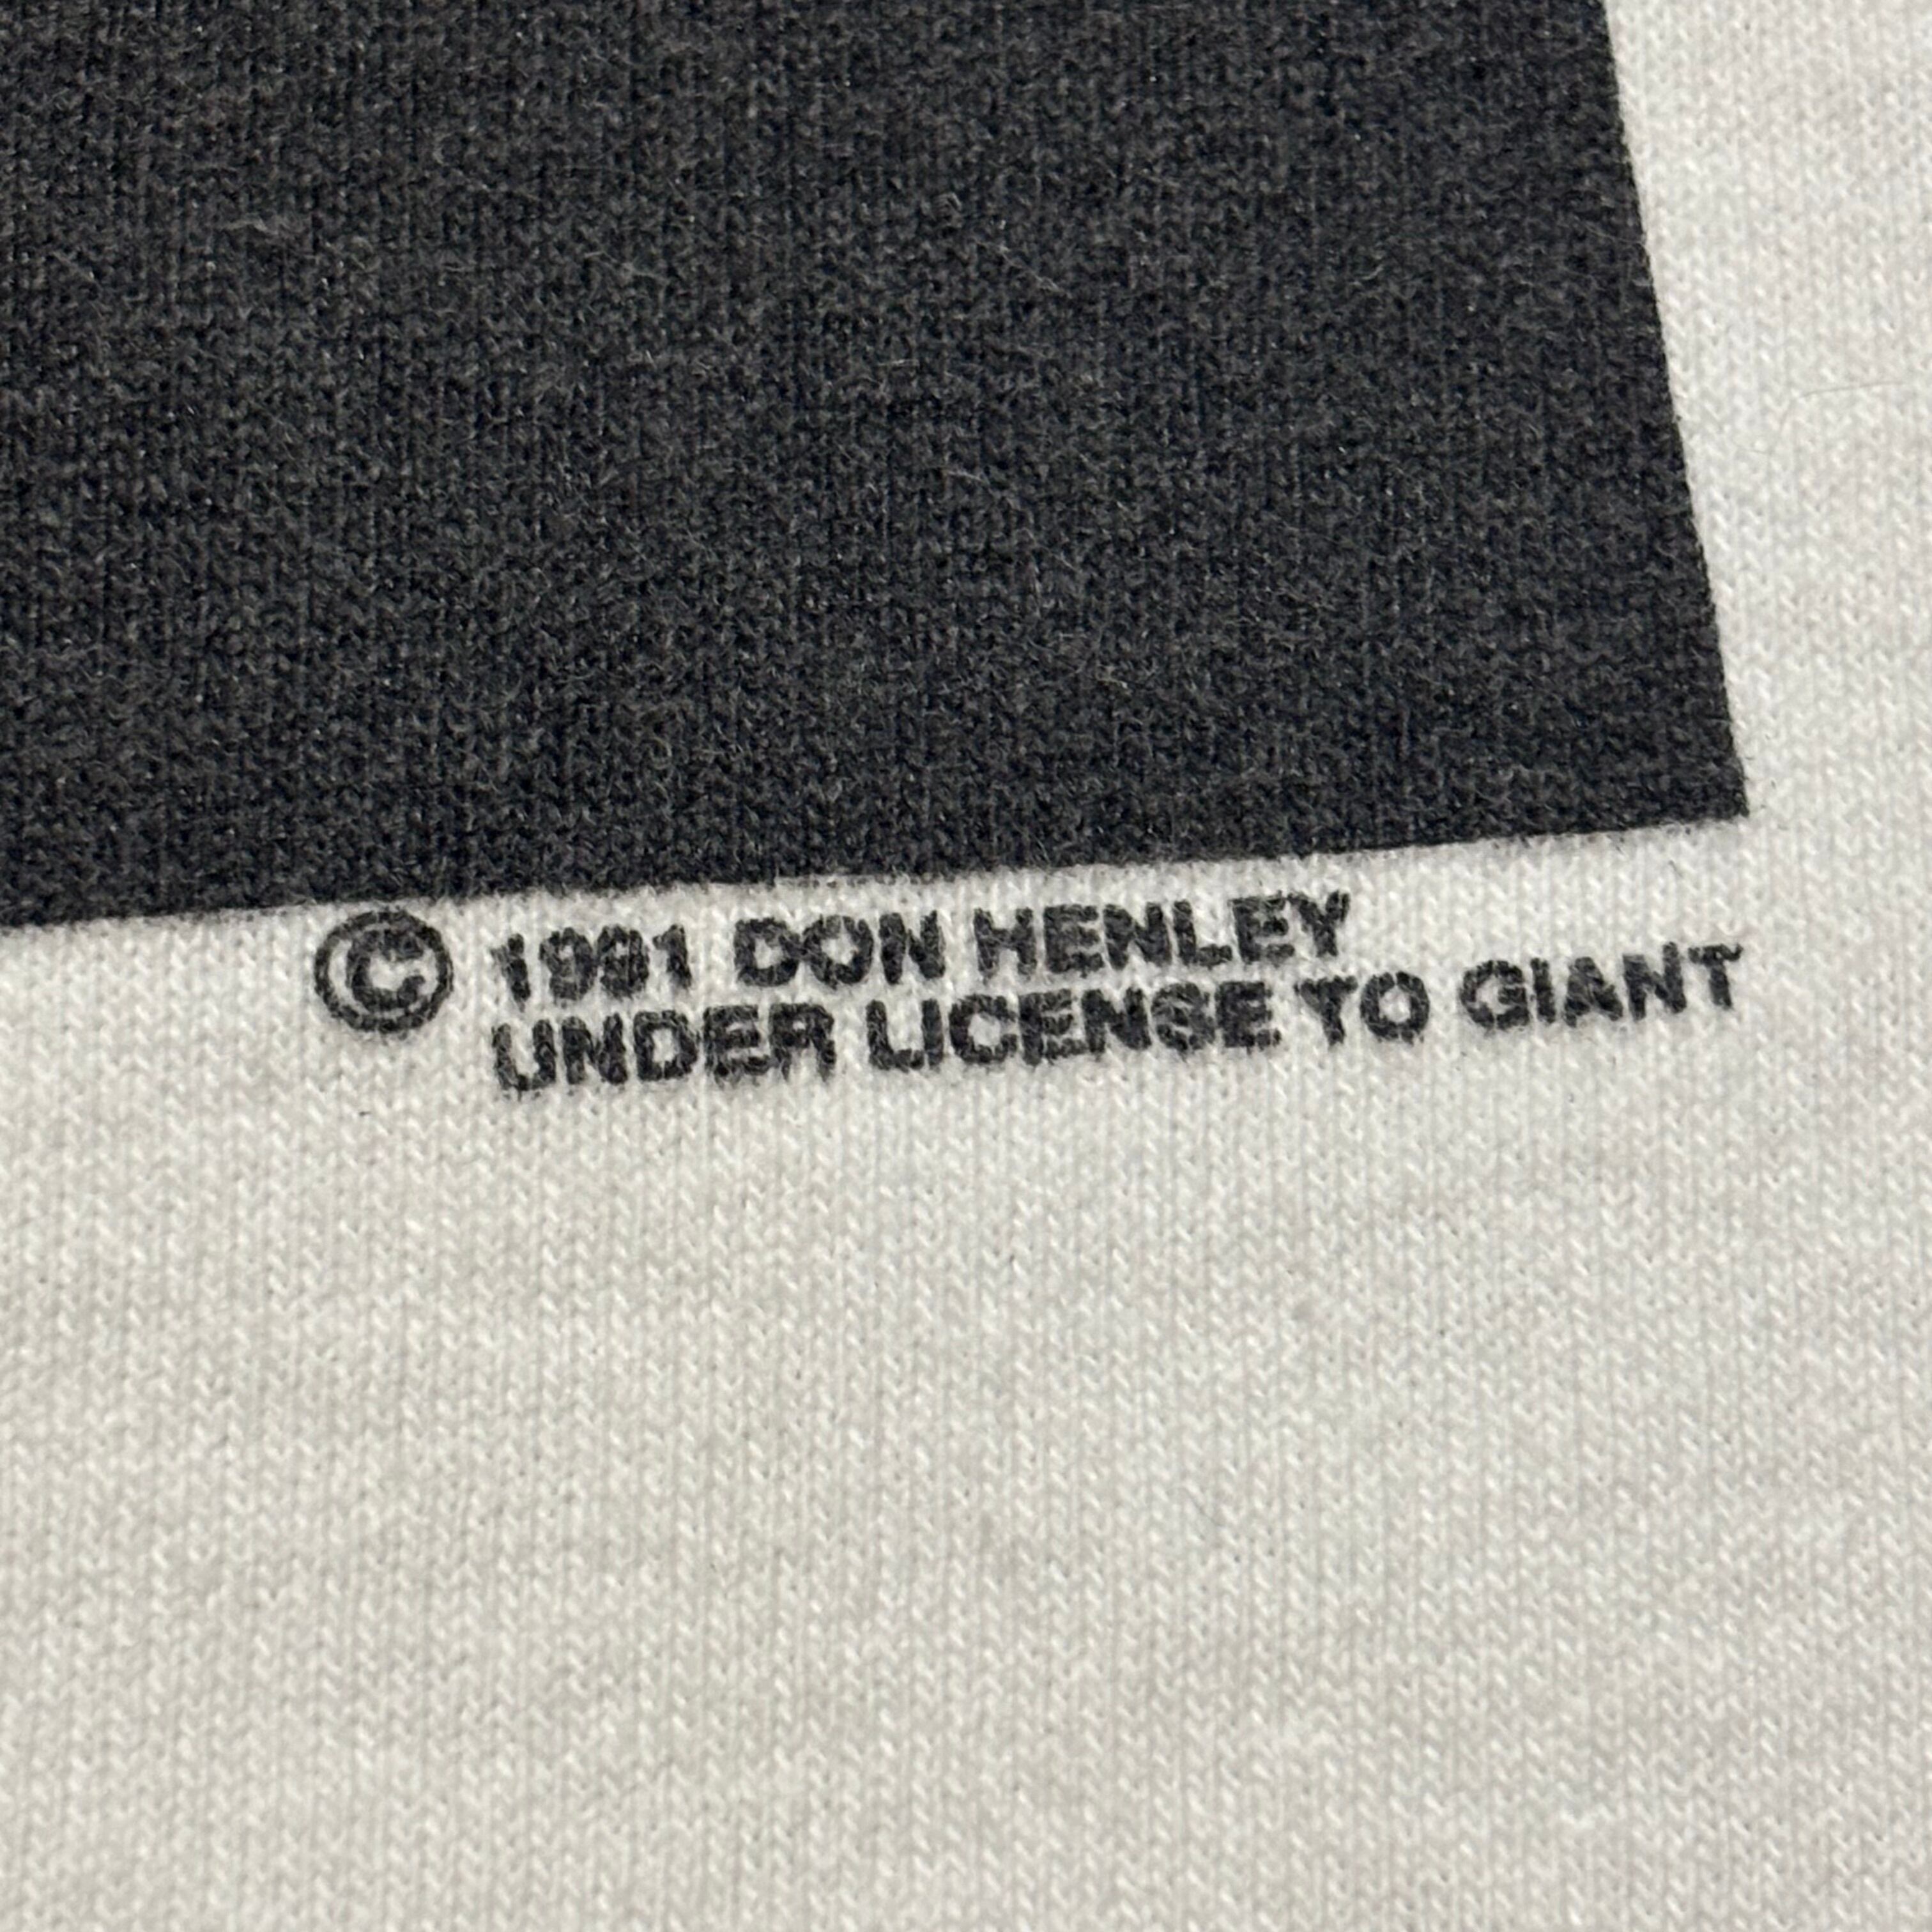 © 1991 DON HENLEY
UNDER LICENSE TO GIANT